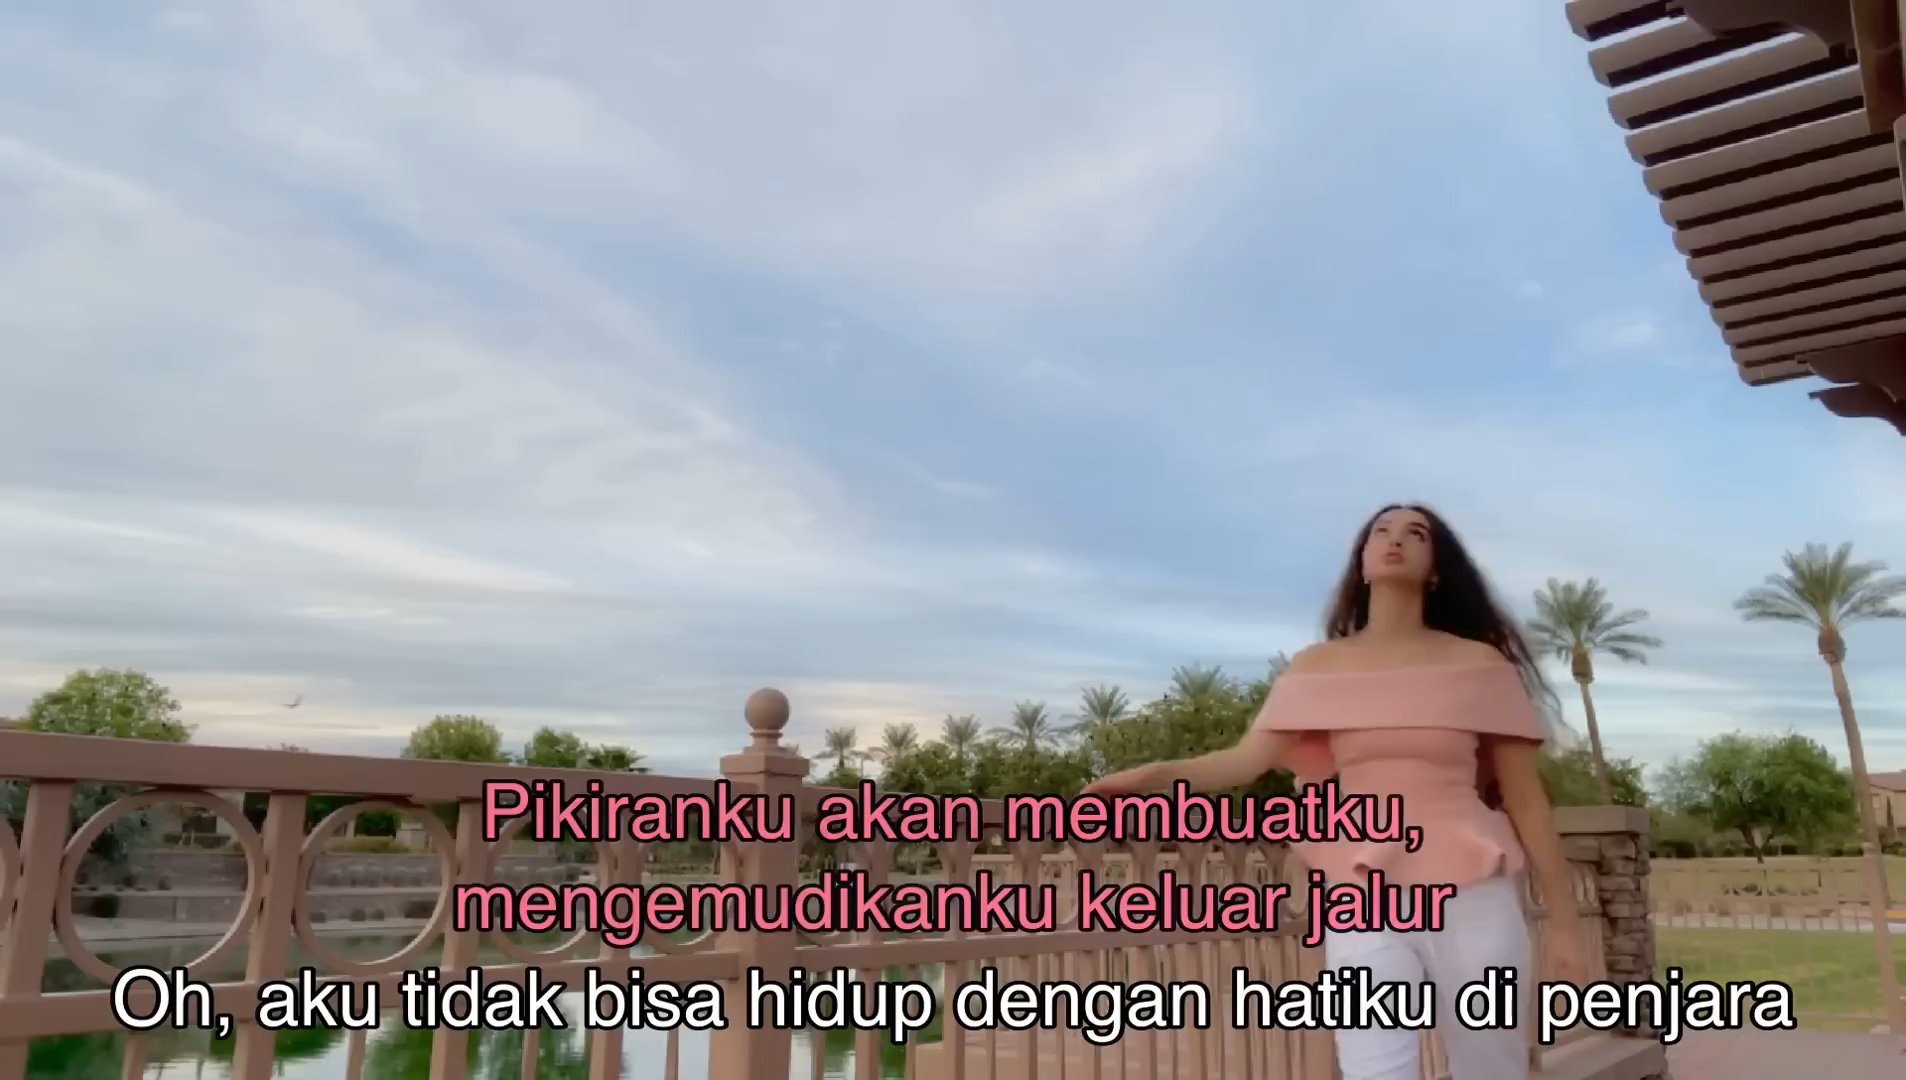 Pikiranku akan membuatku,
mengemudikanku keluar jalur
Oh, aku tidak bisa hidup dengan hatiku di penjara